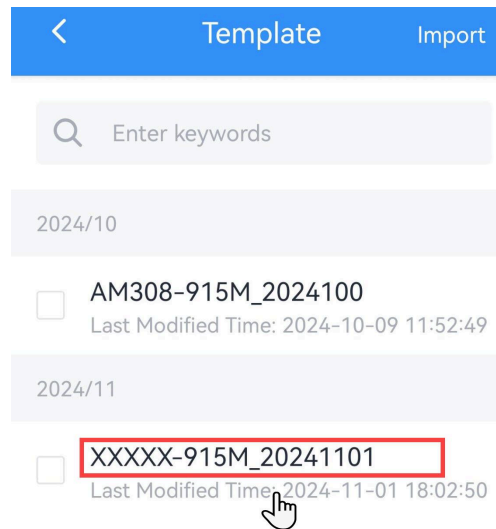 Template
Import
Enter keywords
2024/10
AM308-915M_2024100
Last Modified Time: 2024-10-09 11:52:49
2024/11
XXXXX-915M_20241101
Last Modified Time: 2024-11-01 18:02:50